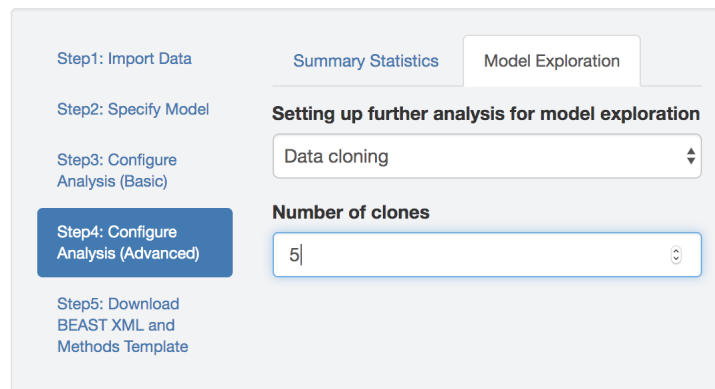 Step1: Import Data
Step2: Specify Model
Step3: Configure
Analysis (Basic)
Step4: Configure
Analysis (Advanced)
Step5: Download
BEAST XML and
Methods Template
Summary Statistics
Model Exploration
Setting up further analysis for model exploration
Data cloning
Number of clones
5